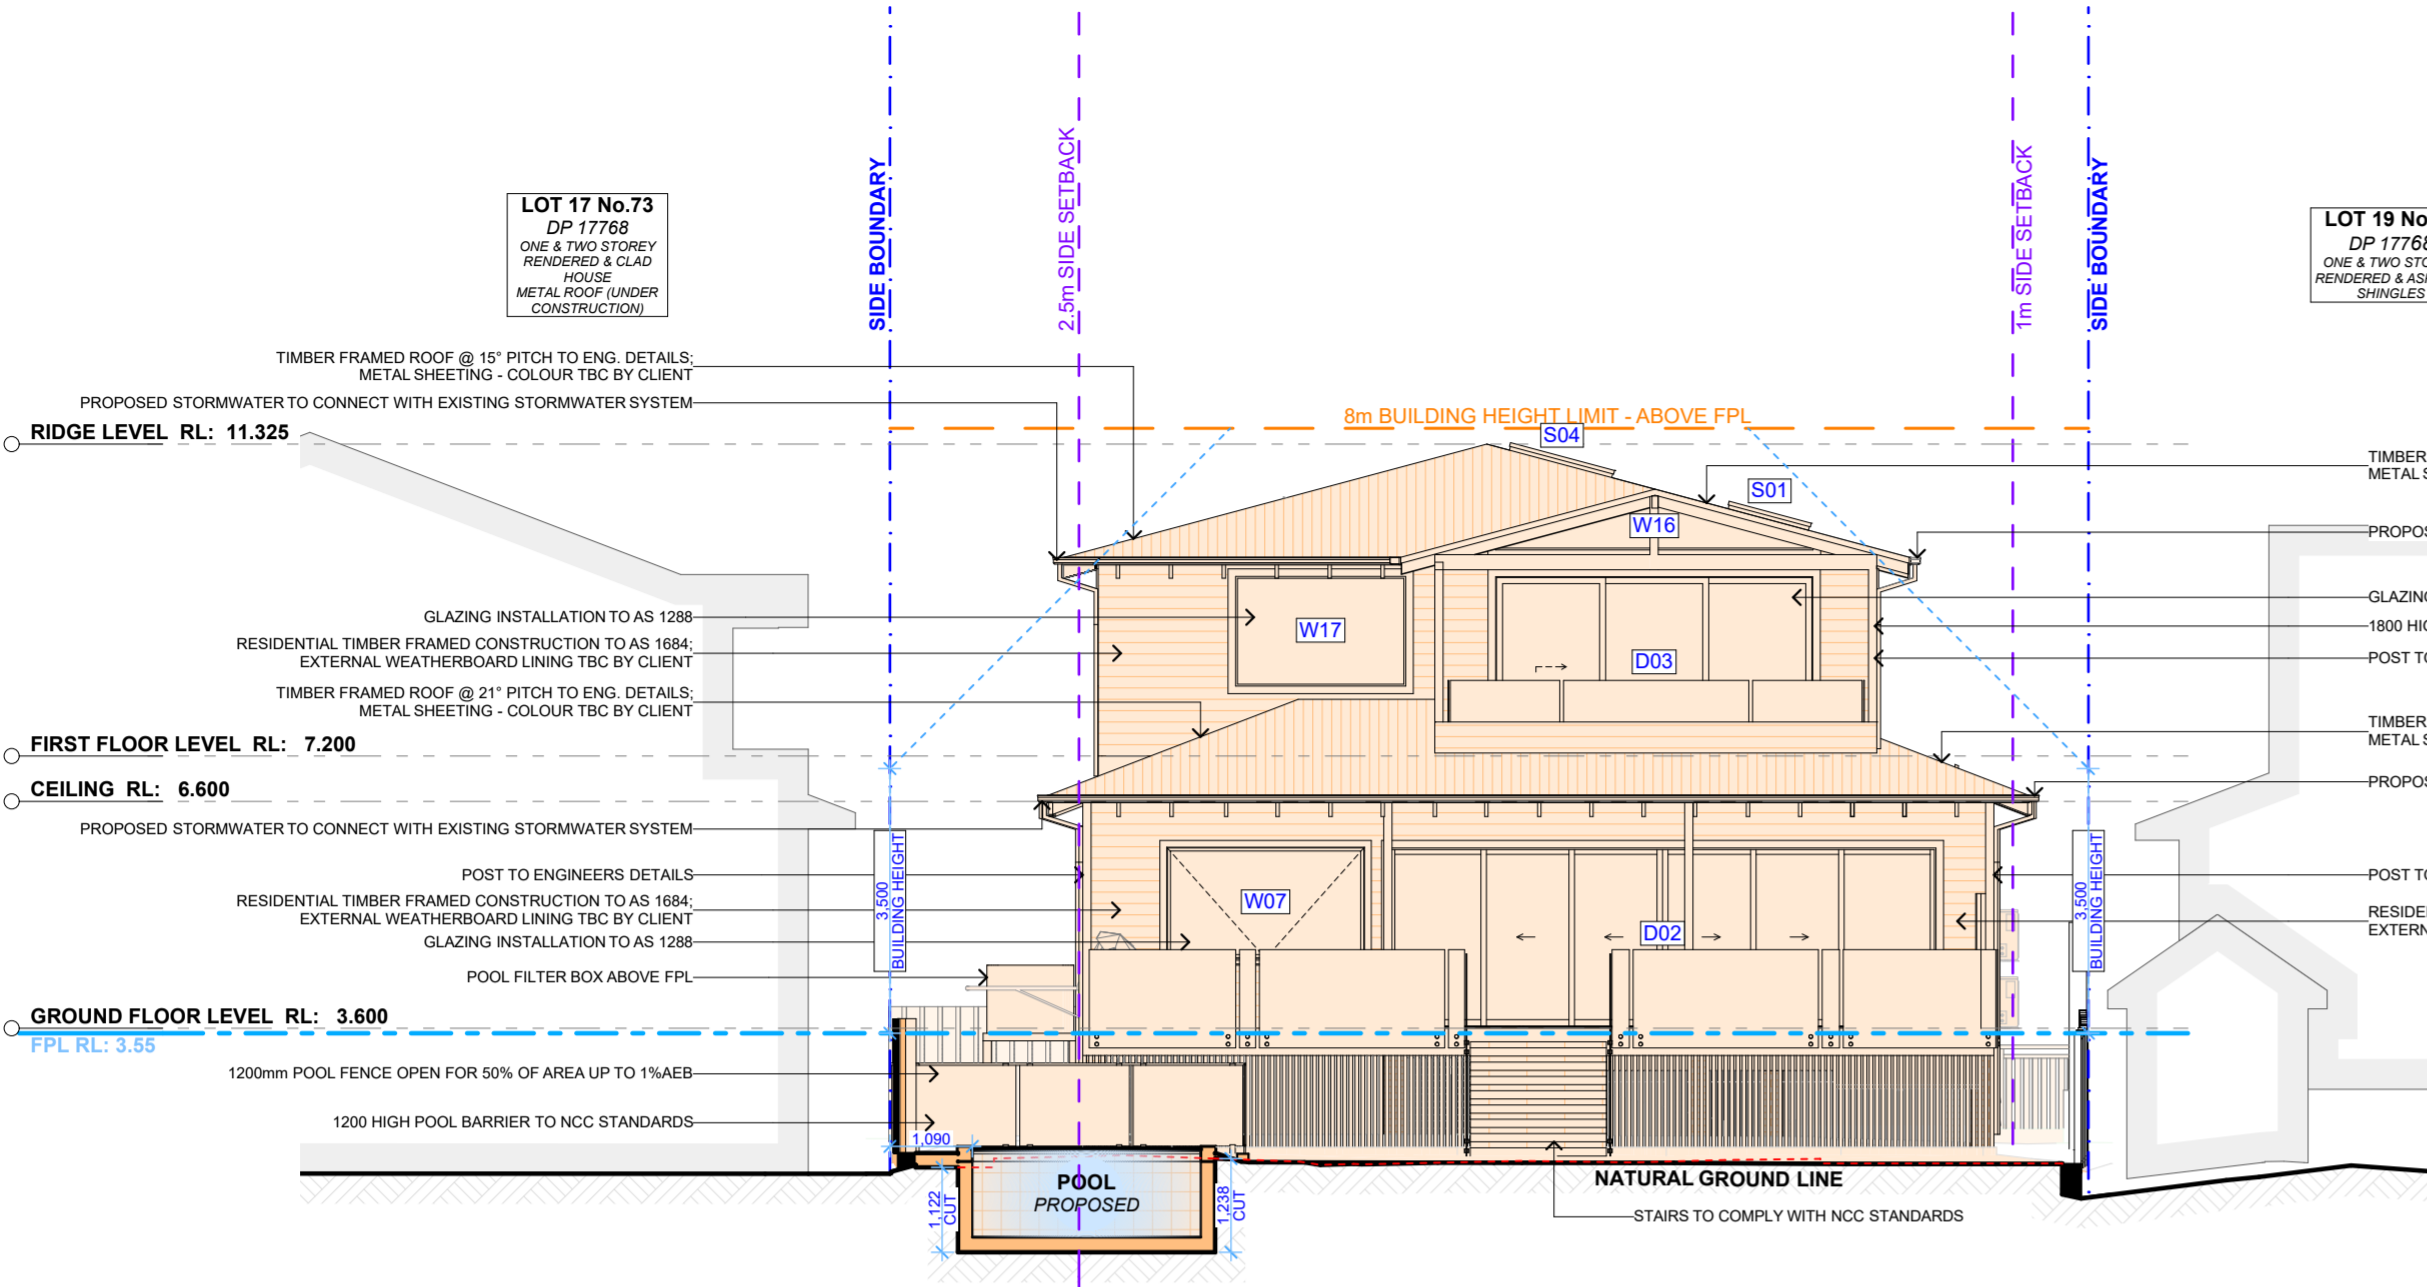 LOT 17 No.73
DP 17768
ONE & TWO STOREY
RENDERED & CLAD
HOUSE
METAL ROOF (UNDER
CONSTRUCTION)
SIDE BOUNDARY
2.5m SIDE SETBACK
1m SIDE SETBACK
SIDE BOUNDARY
LOT 19 No
DP 17768
ONE & TWO STO
RENDERED & AS
SHINGLES
TIMBER FRAMED ROOF @ 15° PITCH TO ENG. DETAILS;
METAL SHEETING - COLOUR TBC BY CLIENT
PROPOSED STORMWATER TO CONNECT WITH EXISTING STORMWATER SYSTEM
RIDGE LEVEL RL: 11.325
8m BUILDING HEIGHT LIMIT - ABOVE FPL
S04
S01
W16
TIMBER
METAL S
PROPOS
GLAZING INSTALLATION TO AS 1288
RESIDENTIAL TIMBER FRAMED CONSTRUCTION TO AS 1684;
EXTERNAL WEATHERBOARD LINING TBC BY CLIENT
TIMBER FRAMED ROOF @ 21° PITCH TO ENG. DETAILS;
METAL SHEETING - COLOUR TBC BY CLIENT
W17
D03
GLAZING
1800 HIG
POST TO
TIMBER
METAL S
PROPOS
FIRST FLOOR LEVEL RL: 7.200
CEILING RL: 6.600
PROPOSED STORMWATER TO CONNECT WITH EXISTING STORMWATER SYSTEM
POST TO ENGINEERS DETAILS
RESIDENTIAL TIMBER FRAMED CONSTRUCTION TO AS 1684;
EXTERNAL WEATHERBOARD LINING TBC BY CLIENT
GLAZING INSTALLATION TO AS 1288
POOL FILTER BOX ABOVE FPL
3,500
BUILDING HEIGHT
W07
D02
3,500
BUILDING HEIGHT
POST TO
RESIDE
EXTERN
GROUND FLOOR LEVEL RL: 3.600
FPL RL: 3.55
1200mm POOL FENCE OPEN FOR 50% OF AREA UP TO 1%AEB
1200 HIGH POOL BARRIER TO NCC STANDARDS
1,090
1,122
CUT
POOL
PROPOSED
1,238
CUT
NATURAL GROUND LINE
STAIRS TO COMPLY WITH NCC STANDARDS